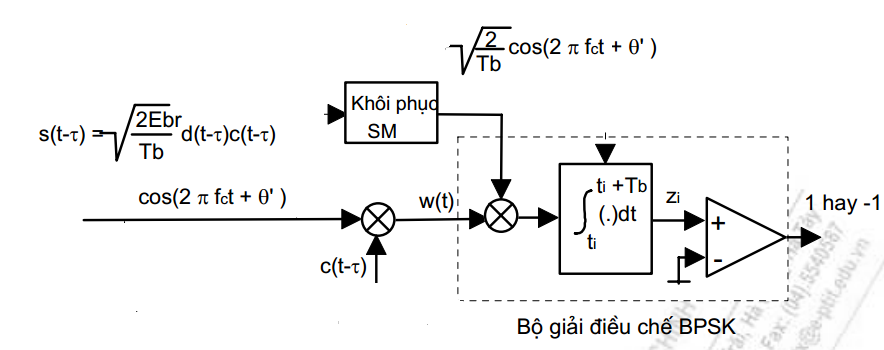 √2/Tb cos(2 π fct + θ' )
Khôi phục
SM
s(t-τ) = √2Ebr/Tb d(t-τ)c(t-τ)
cos(2 π fct + θ' )
w(t)
c(t-τ)
ti +Tb
∫ (.)dt
ti
zi
+
-
1 hay -1
Bộ giải điều chế BPSK